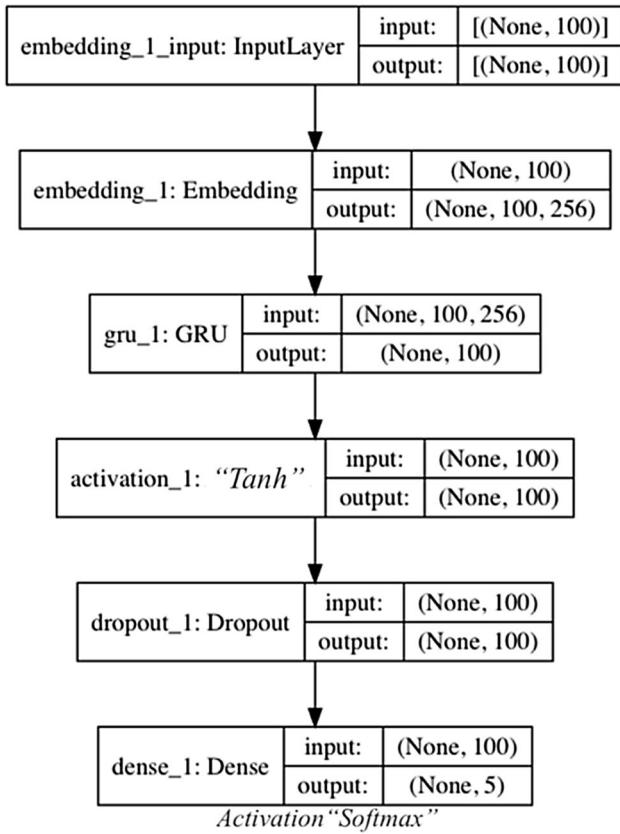 embedding_1_input: InputLayer
input: [(None, 100)]
output: [(None, 100)]
embedding_1: Embedding
input: (None, 100)
output: (None, 100, 256)
gru_1: GRU
input: (None, 100, 256)
output: (None, 100)
activation_1: “Tanh”
input: (None, 100)
output: (None, 100)
dropout_1: Dropout
input: (None, 100)
output: (None, 100)
dense_1: Dense
input: (None, 100)
output: (None, 5)
Activation“Softmax”